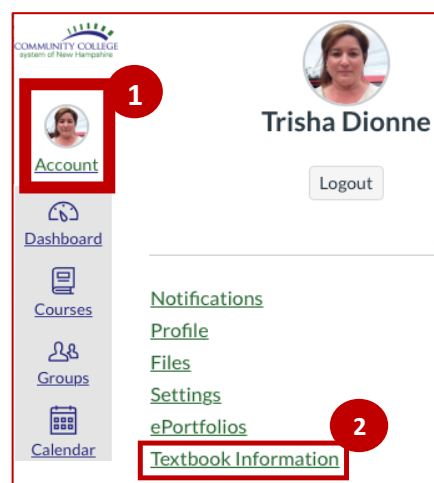 COMMUNITY COLLEGE
system of New Hampshire
1
Account
Dashboard
Courses
Groups
Calendar
Trisha Dionne
Logout
Notifications
Profile
Files
Settings
ePortfolios
2
Textbook Information